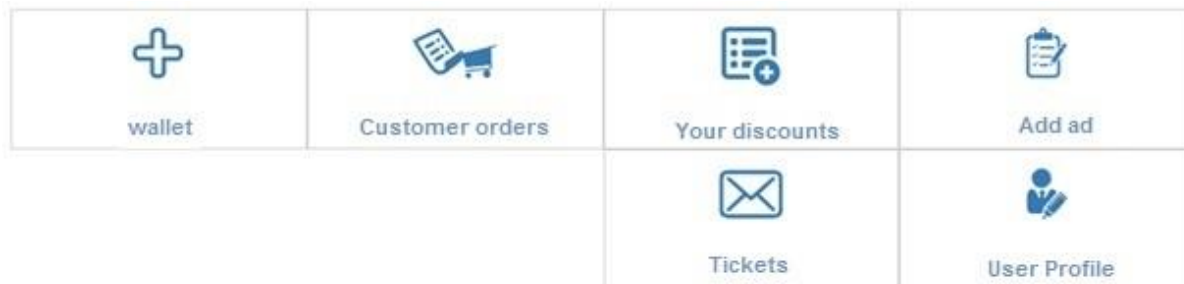 wallet
Customer orders
Your discounts
Add ad
Tickets
User Profile